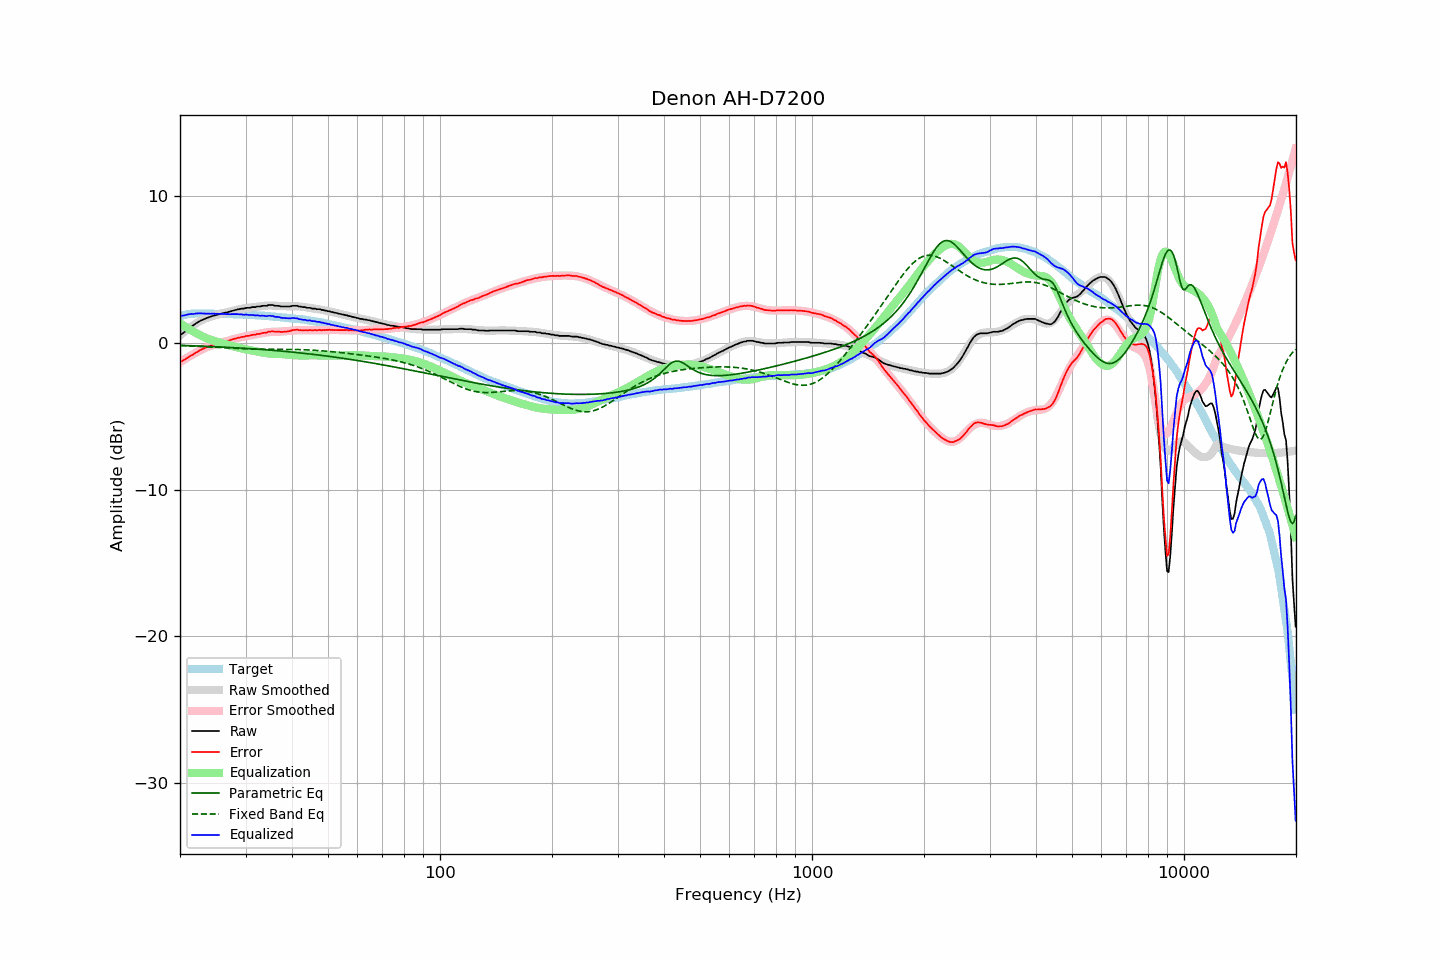 Denon AH-D7200
Amplitude (dBr)
10
0
−10
−20
−30
Target
Raw Smoothed
Error Smoothed
Raw
Error
Equalization
Parametric Eq
Fixed Band Eq
Equalized
100 1000 10000
Frequency (Hz)